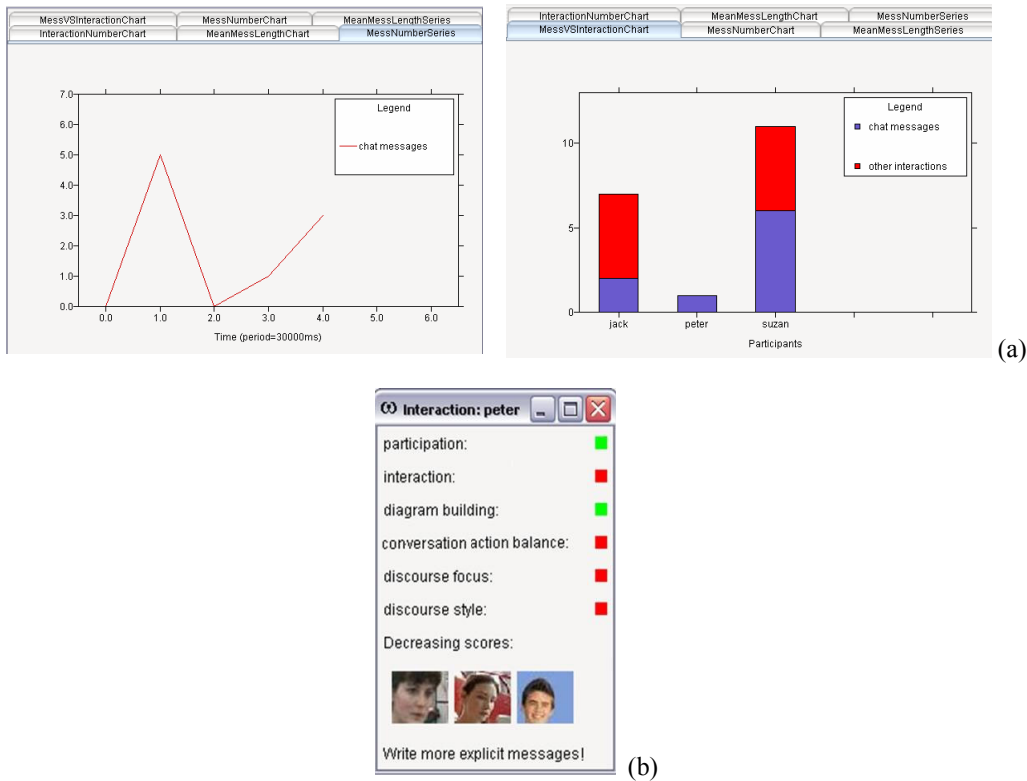 MessVSInteractionChart MessNumberChart MeanMessLengthSeries
InteractionNumberChart MeanMessLengthChart MessNumberSeries
7.0
6.0
5.0
4.0
3.0
2.0
1.0
0.0
Legend
chat messages
0.0 1.0 2.0 3.0 4.0 5.0 6.0
Time (period=30000ms)
InteractionNumberChart MeanMessLengthChart MessNumberSeries
MessVSInteractionChart MessNumberChart MeanMessLengthSeries
10
5
0
Legend
chat messages
other interactions
jack peter suzan
Participants
(a)
Interaction: peter
participation:
interaction:
diagram building:
conversation action balance:
discourse focus:
discourse style:
Decreasing scores:
Write more explicit messages!
(b)